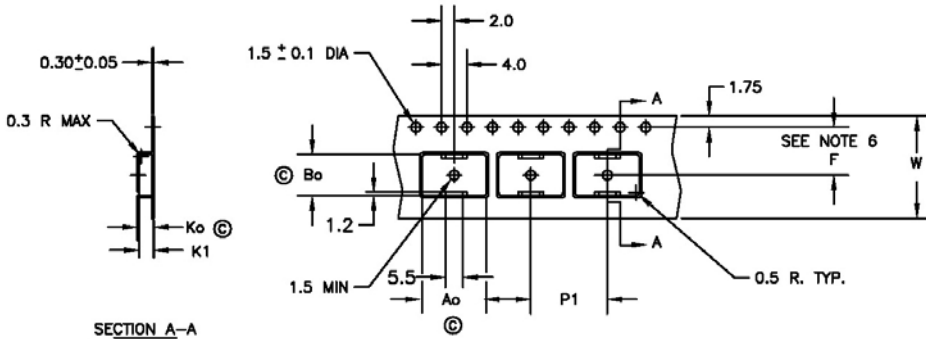 2.0
0.30±0.05
1.5 ± 0.1 DIA
4.0
0.3 R MAX
A
1.75
SEE NOTE 6
F
W
Ⓒ Bo
1.2
Ko Ⓒ
K1
A
5.5
1.5 MIN
Ao
Ⓒ
P1
0.5 R. TYP.
SECTION A-A